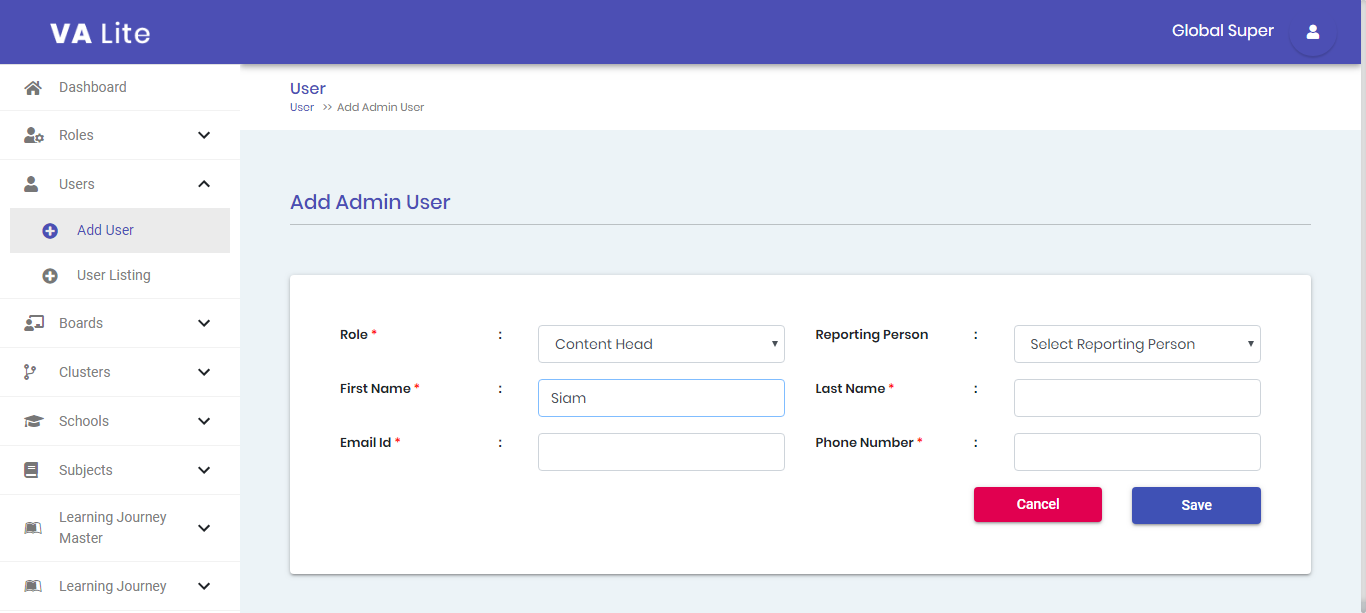 VA Lite
Global Super
Dashboard
Roles
Users
Add User
User Listing
Boards
Clusters
Schools
Subjects
Learning Journey
Master
Learning Journey
User
User >> Add Admin User
Add Admin User
Role * : Content Head
Reporting Person : Select Reporting Person
First Name * : Siam
Last Name * :
Email Id * :
Phone Number * :
Cancel
Save